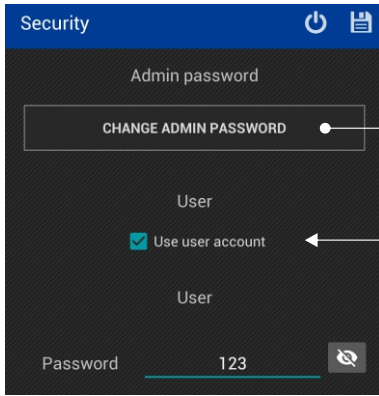 Security
Admin password
CHANGE ADMIN PASSWORD
User
Use user account
User
Password 123